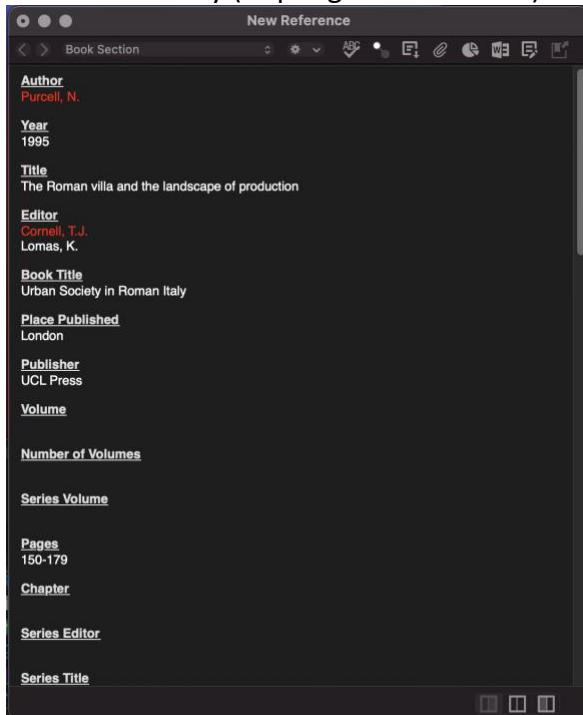 New Reference
Book Section
ABC
Author
Purcell, N.
Year
1995
Title
The Roman villa and the landscape of production
Editor
Cornell, T.J.
Lomas, K.
Book Title
Urban Society in Roman Italy
Place Published
London
Publisher
UCL Press
Volume
Number of Volumes
Series Volume
Pages
150-179
Chapter
Series Editor
Series Title